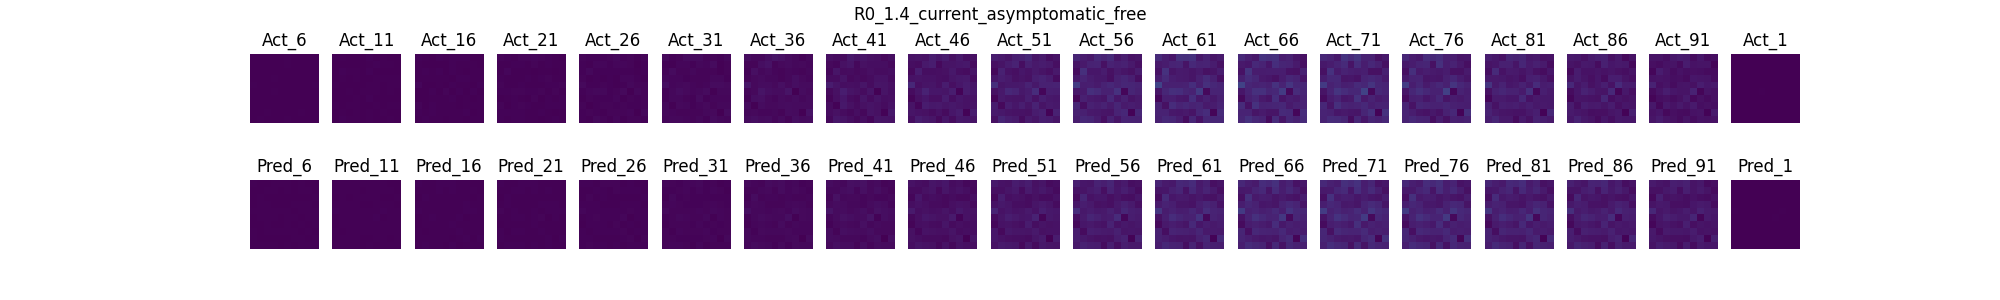 R0_1.4_current_asymptomatic_free
Act_6 Act_11 Act_16 Act_21 Act_26 Act_31 Act_36 Act_41 Act_46 Act_51 Act_56 Act_61 Act_66 Act_71 Act_76 Act_81 Act_86 Act_91 Act_1
Pred_6 Pred_11 Pred_16 Pred_21 Pred_26 Pred_31 Pred_36 Pred_41 Pred_46 Pred_51 Pred_56 Pred_61 Pred_66 Pred_71 Pred_76 Pred_81 Pred_86 Pred_91 Pred_1